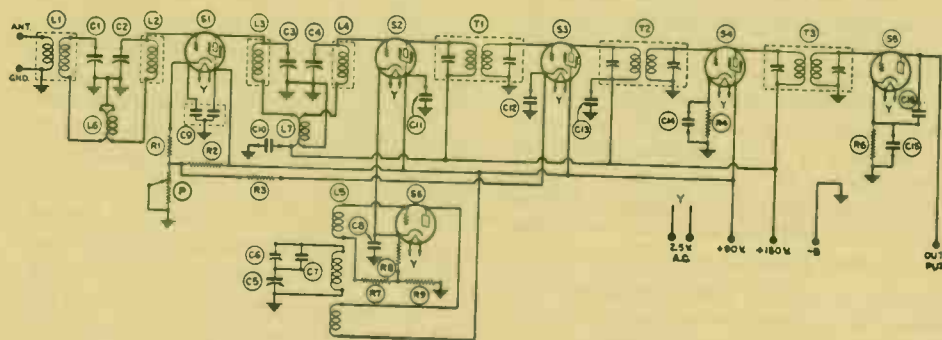 ANT.
L1
C1
C2
L2
S1
L3
C3
C4
L4
S2
T1
S3
T2
S4
T3
S5
GND.
L6
C9
C10
L7
C11
C12
C13
C14
R4
C16
R1
R2
R6
C15
P
R3
L5
S6
C8
Y
Y
Y
Y
Y
Y
C6
C7
C5
R8
R7
R9
2.5 V.
A.C.
+90V.
+180V.
-B
OUT
PUT